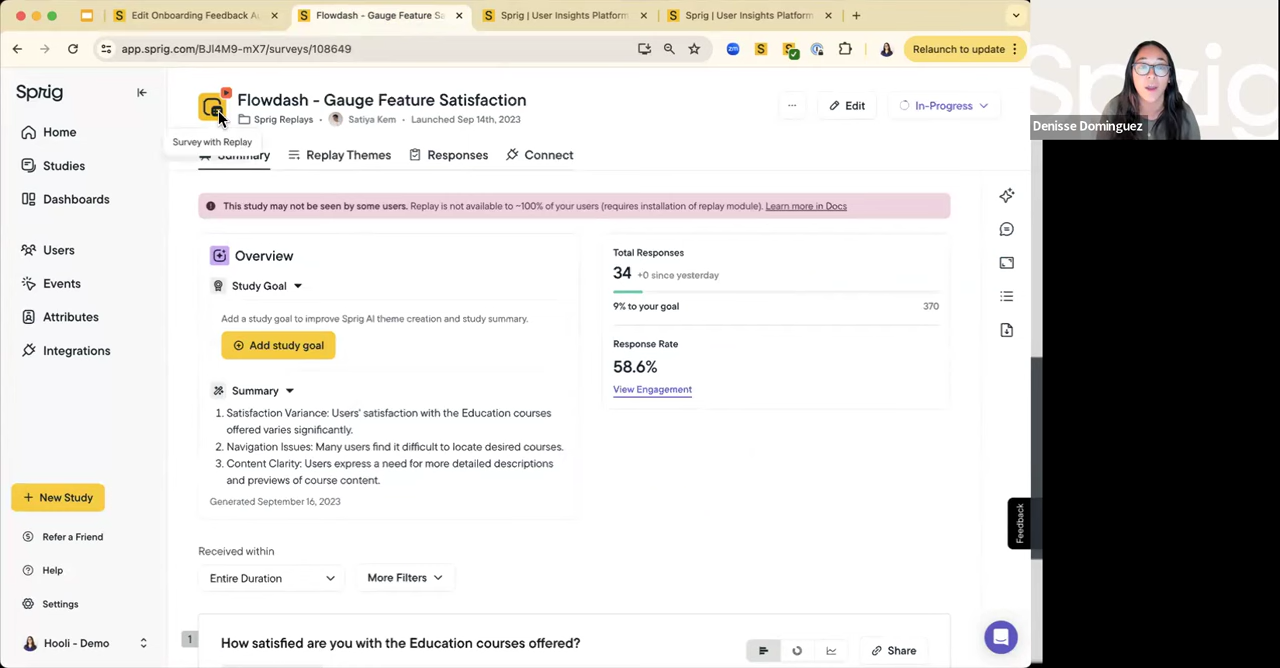 Edit Onboarding Feedback A
Flowdash - Gauge Feature Sa
Sprig | User Insights Platform
Sprig | User Insights Platform
app.sprig.com/BJl4M9-mX7/surveys/108649
Relaunch to update
Sprig
Home
Studies
Dashboards
Users
Events
Attributes
Integrations
+ New Study
Refer a Friend
Help
Settings
Hooli - Demo
Flowdash - Gauge Feature Satisfaction
Sprig Replays • Satiya Kem • Launched Sep 14th, 2023
Edit
In-Progress
Survey with Replay
Summary
Replay Themes
Responses
Connect
This study may not be seen by some users. Replay is not available to ~100% of your users (requires installation of replay module). Learn more in Docs
Overview
Study Goal
Add a study goal to improve Sprig AI theme creation and study summary.
Add study goal
Summary
1. Satisfaction Variance: Users' satisfaction with the Education courses
offered varies significantly.
2. Navigation Issues: Many users find it difficult to locate desired courses.
3. Content Clarity: Users express a need for more detailed descriptions
and previews of course content.
Generated September 16, 2023
Total Responses
34 +0 since yesterday
9% to your goal 370
Response Rate
58.6%
View Engagement
Received within
Entire Duration
More Filters
1
How satisfied are you with the Education courses offered?
Share
Feedback
Sprig
Denisse Dominguez